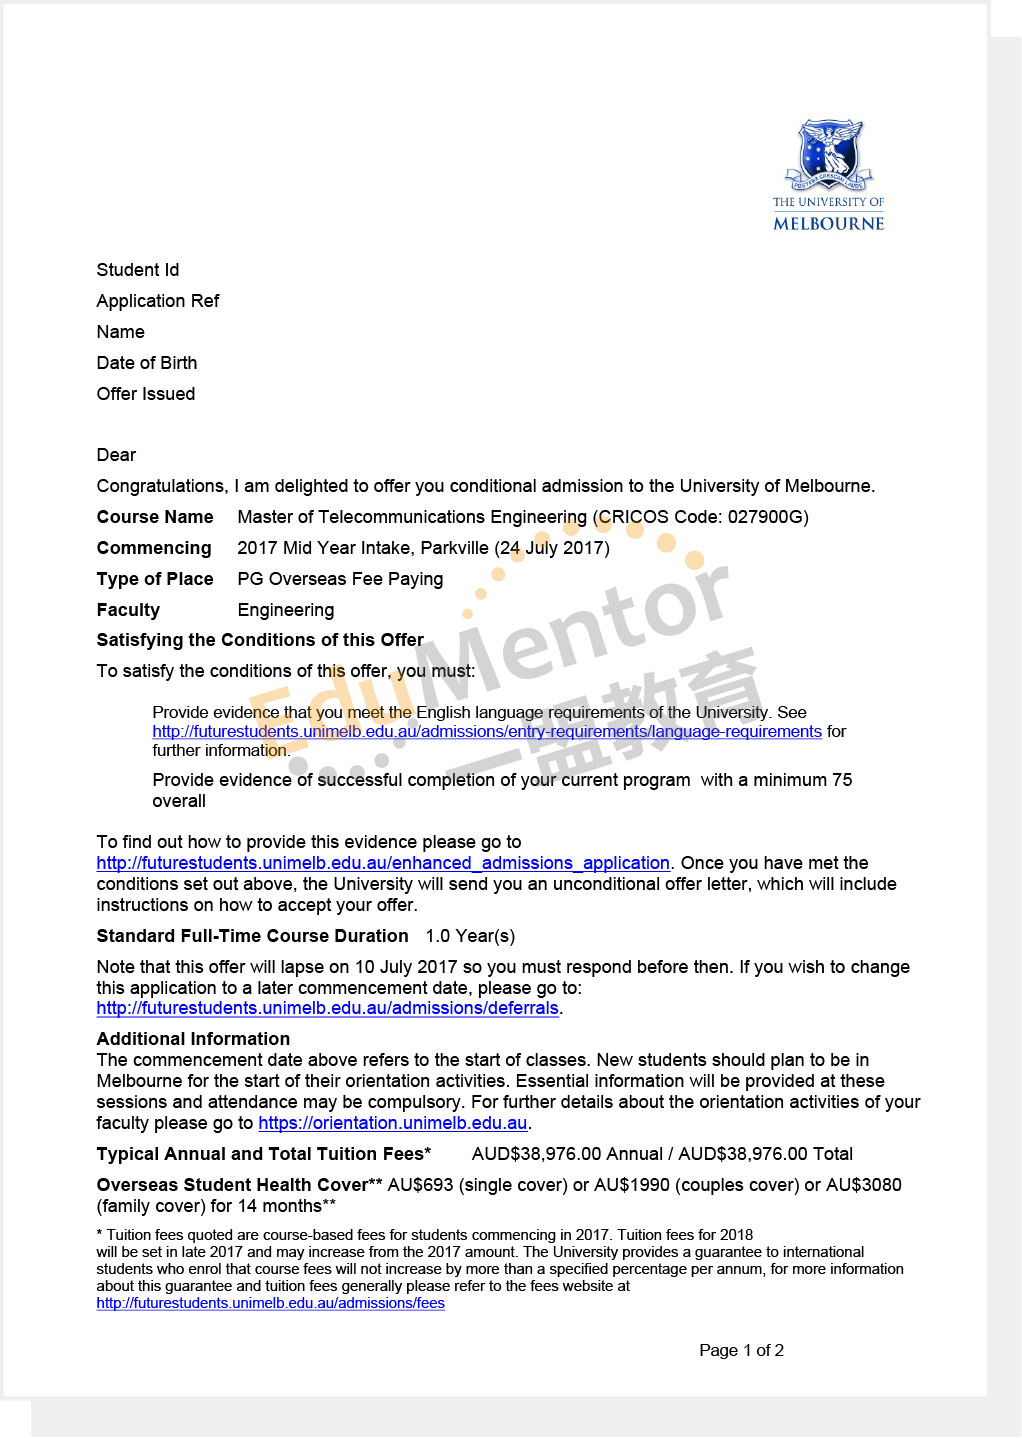 POSTERA CRESCAM LAUDE
THE UNIVERSITY OF
MELBOURNE
Student Id
Application Ref
Name
Date of Birth
Offer Issued
Dear
Congratulations, I am delighted to offer you conditional admission to the University of Melbourne.
Course Name Master of Telecommunications Engineering (CRICOS Code: 027900G)
Commencing 2017 Mid Year Intake, Parkville (24 July 2017)
Type of Place PG Overseas Fee Paying
Faculty Engineering
Satisfying the Conditions of this Offer
To satisfy the conditions of this offer, you must:
EduMentor
一盟教育
Provide evidence that you meet the English language requirements of the University. See
http://futurestudents.unimelb.edu.au/admissions/entry-requirements/language-requirements for
further information.
Provide evidence of successful completion of your current program with a minimum 75
overall
To find out how to provide this evidence please go to
http://futurestudents.unimelb.edu.au/enhanced_admissions_application. Once you have met the
conditions set out above, the University will send you an unconditional offer letter, which will include
instructions on how to accept your offer.
Standard Full-Time Course Duration 1.0 Year(s)
Note that this offer will lapse on 10 July 2017 so you must respond before then. If you wish to change
this application to a later commencement date, please go to:
http://futurestudents.unimelb.edu.au/admissions/deferrals.
Additional Information
The commencement date above refers to the start of classes. New students should plan to be in
Melbourne for the start of their orientation activities. Essential information will be provided at these
sessions and attendance may be compulsory. For further details about the orientation activities of your
faculty please go to https://orientation.unimelb.edu.au.
Typical Annual and Total Tuition Fees* AUD$38,976.00 Annual / AUD$38,976.00 Total
Overseas Student Health Cover** AU$693 (single cover) or AU$1990 (couples cover) or AU$3080
(family cover) for 14 months**
* Tuition fees quoted are course-based fees for students commencing in 2017. Tuition fees for 2018
will be set in late 2017 and may increase from the 2017 amount. The University provides a guarantee to international
students who enrol that course fees will not increase by more than a specified percentage per annum, for more information
about this guarantee and tuition fees generally please refer to the fees website at
http://futurestudents.unimelb.edu.au/admissions/fees
Page 1 of 2